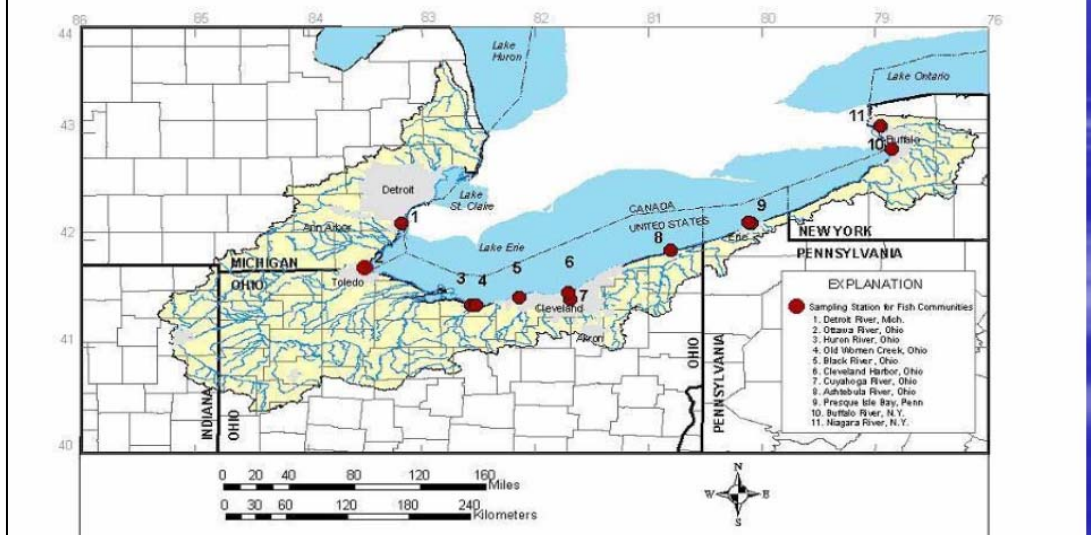 86 85 84 83 82 81 80 79 76
44
Lake
Huron
Lake Ontario
43
11
10 Buffalo
Detroit
Lake
St. Claire
1
CANADA
UNITED STATES
9
Ann Arbor
Lake Erie
8
Erie
NEW YORK
42
PENNSYLVANIA
MICHIGAN
OHIO
2
Toledo
3 4 5 6
7
Cleveland
Akron
EXPLANATION
Sampling Station for Fish Communities
1. Detroit River, Mich.
2. Ottawa River, Ohio
3. Huron River, Ohio
4. Old Women Creek, Ohio
5. Black River, Ohio
6. Cleveland Harbor, Ohio
7. Cuyahoga River, Ohio
8. Ashtebula River, Ohio
9. Presque Isle Bay, Penn
10. Buffalo River, N.Y.
11. Niagara River, N.Y.
41
INDIANA
OHIO
OHIO
PENNSYLVANIA
40
0 20 40 80 120 160
Miles
0 30 60 120 180 240
Kilometers
N
W E
S